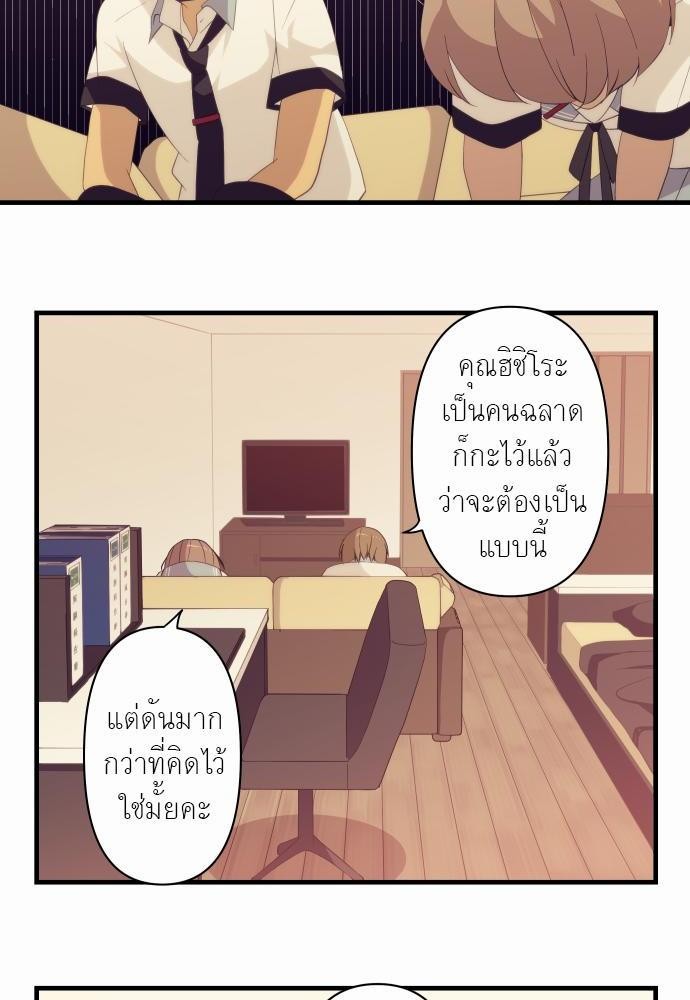 คุณฮิชิโระ
เป็นคนฉลาด
ก็กะไว้แล้ว
ว่าจะต้องเป็น
แบบนี้
แต่ดันมาก
กว่าที่คิดไว้
ใช่มั้ยคะ